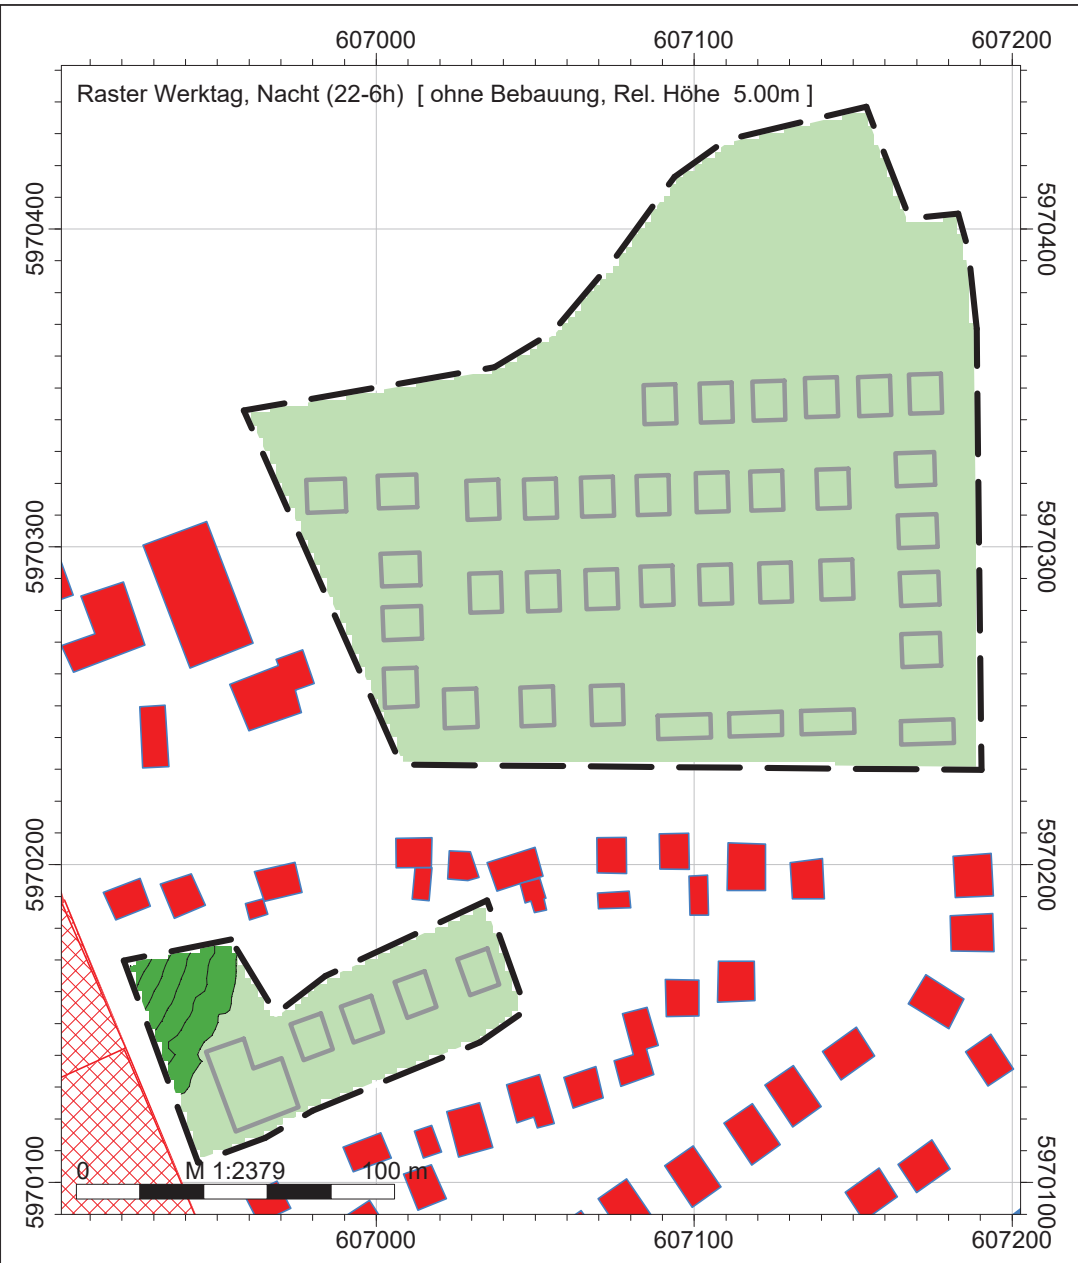 607000 607100 607200
Raster Werktag, Nacht (22-6h) [ ohne Bebauung, Rel. Höhe 5.00m ]
5970400 5970400
5970300 5970300
5970200 5970200
5970100 5970100
0 M 1:2379 100 m
607000 607100 607200